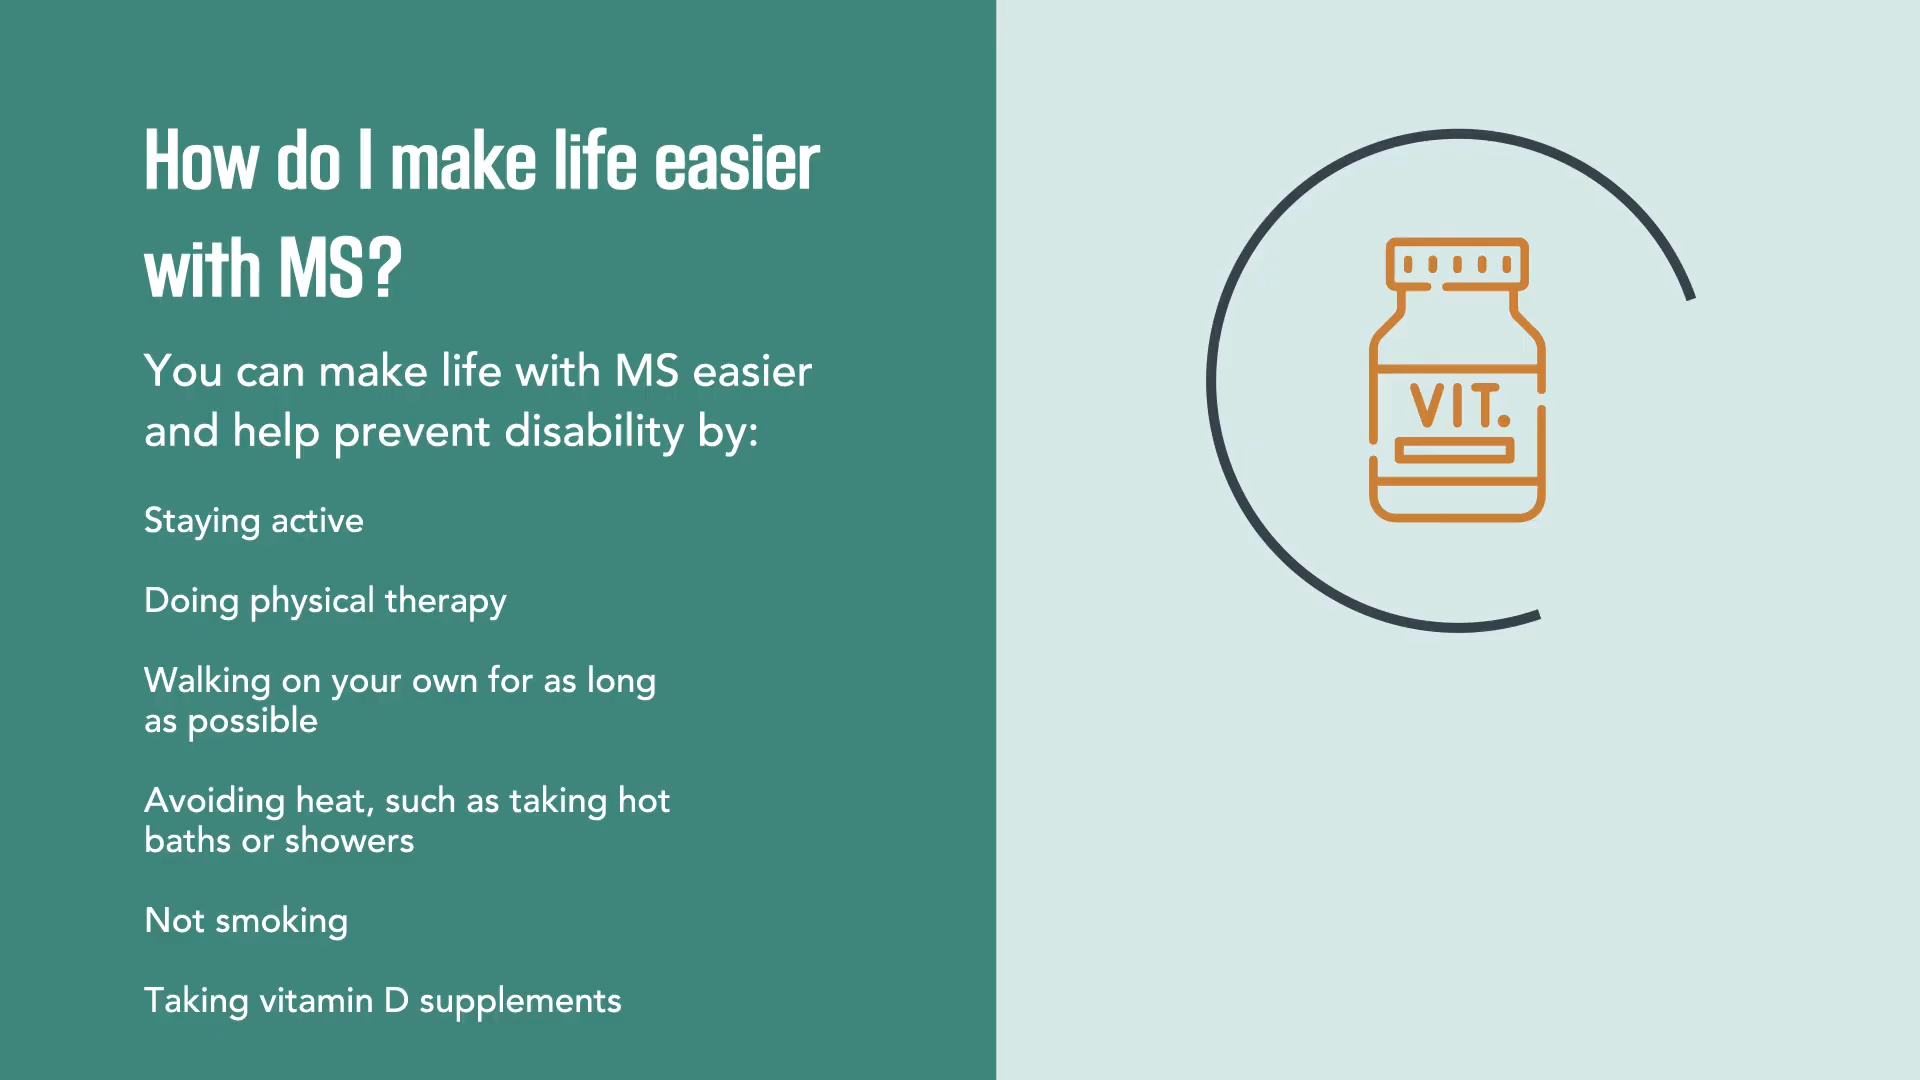 How do I make life easier
with MS?
You can make life with MS easier
and help prevent disability by:
Staying active
Doing physical therapy
Walking on your own for as long
as possible
Avoiding heat, such as taking hot
baths or showers
Not smoking
Taking vitamin D supplements
VIT.